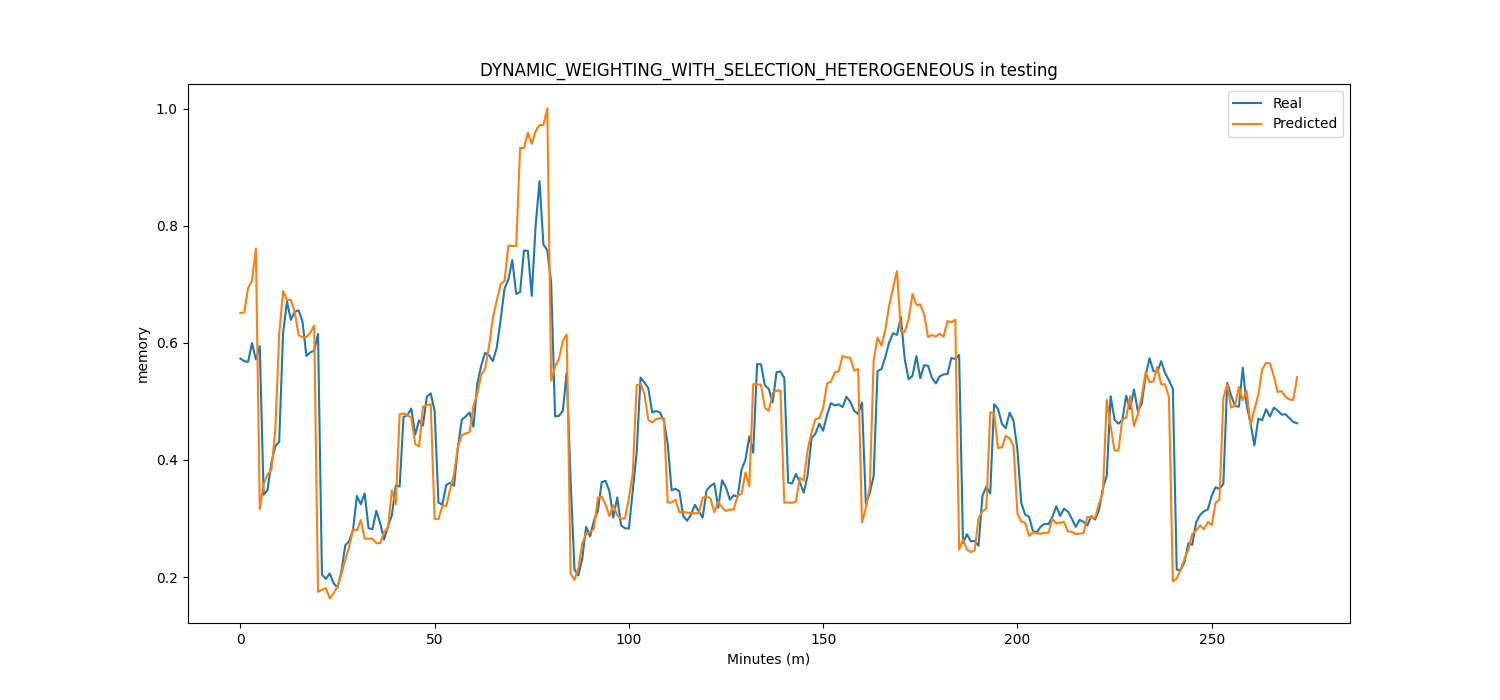 DYNAMIC_WEIGHTING_WITH_SELECTION_HETEROGENEOUS in testing
Real
Predicted
1.0
0.8
0.6
0.4
0.2
memory
0 50 100 150 200 250
Minutes (m)